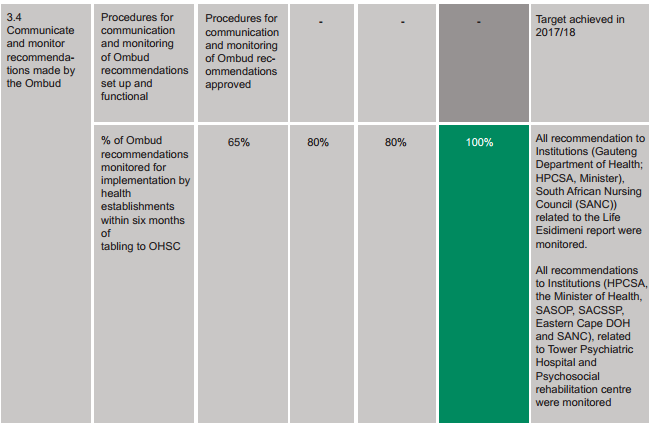 3.4
Communicate
and monitor
recommenda-
tions made by
the Ombud
Procedures for
communication
and monitoring
of Ombud
recommendations
set up and
functional
Procedures for
communication
and monitoring
of Ombud rec-
ommendations
approved
-
-
-
Target achieved in
2017/18
% of Ombud
recommendations
monitored for
implementation by
health
establishments
within six months
of
tabling to OHSC
65%
80%
80%
100%
All recommendation to
Institutions (Gauteng
Department of Health;
HPCSA, Minister),
South African Nursing
Council (SANC))
related to the Life
Esidimeni report were
monitored.
All recommendations
to Institutions (HPCSA,
the Minister of Health,
SASOP, SACSSP,
Eastern Cape DOH
and SANC), related
to Tower Psychiatric
Hospital and
Psychosocial
rehabilitation centre
were monitored